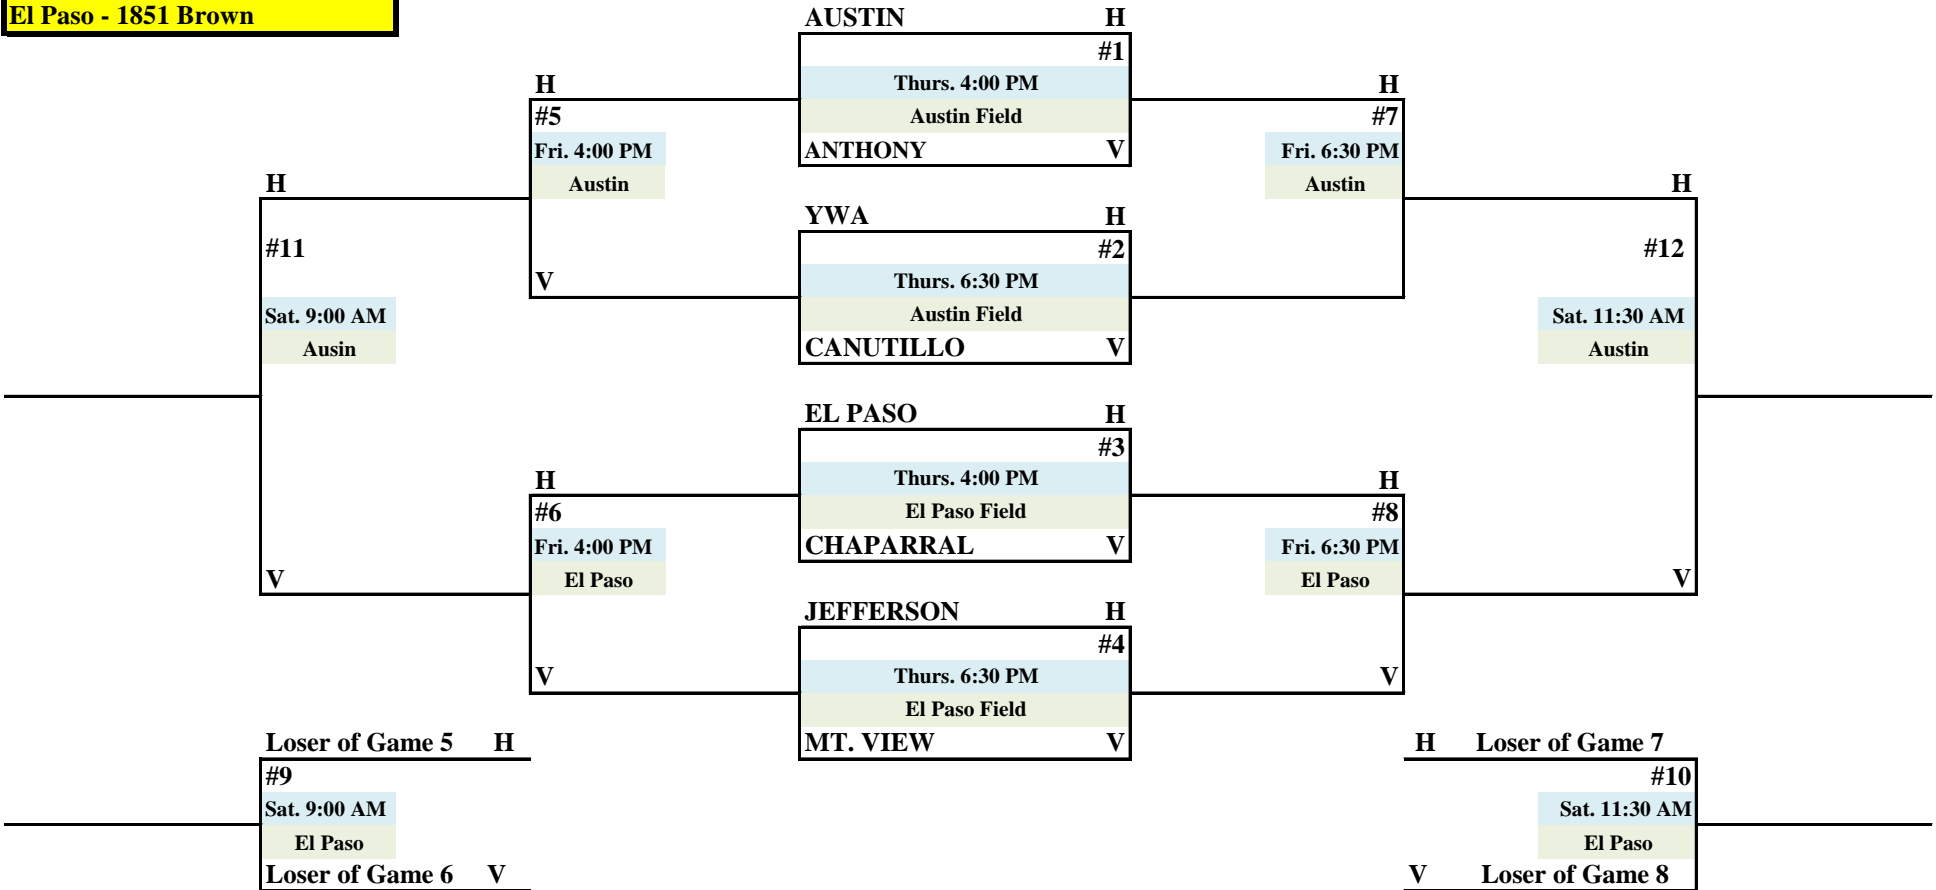 El Paso - 1851 Brown
AUSTIN H
#1
H Thurs. 4:00 PM H
#5 Austin Field #7
Fri. 4:00 PM ANTHONY V Fri. 6:30 PM
H Austin Austin H
YWA H
#11 #2 #12
V Thurs. 6:30 PM
Sat. 9:00 AM Austin Field Sat. 11:30 AM
Ausin CANUTILLO V Austin
EL PASO H
#3
H Thurs. 4:00 PM H
#6 El Paso Field #8
Fri. 4:00 PM CHAPARRAL V Fri. 6:30 PM
V El Paso El Paso V
JEFFERSON H
#4
V Thurs. 6:30 PM V
El Paso Field
Loser of Game 5 H MT. VIEW V H Loser of Game 7
#9 #10
Sat. 9:00 AM Sat. 11:30 AM
El Paso El Paso
Loser of Game 6 V V Loser of Game 8